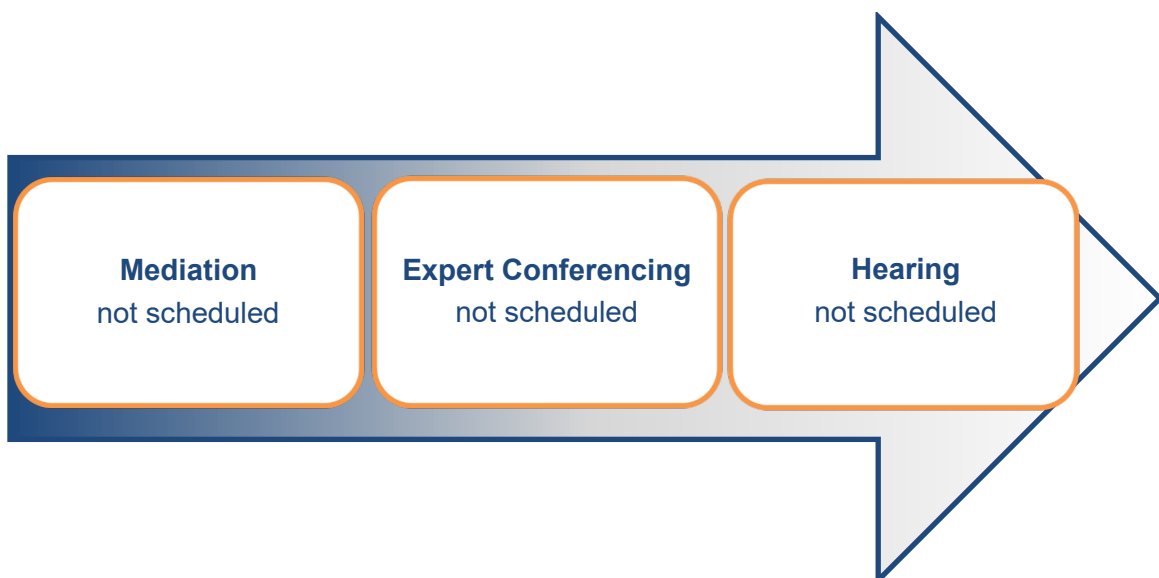 Mediation
not scheduled
Expert Conferencing
not scheduled
Hearing
not scheduled